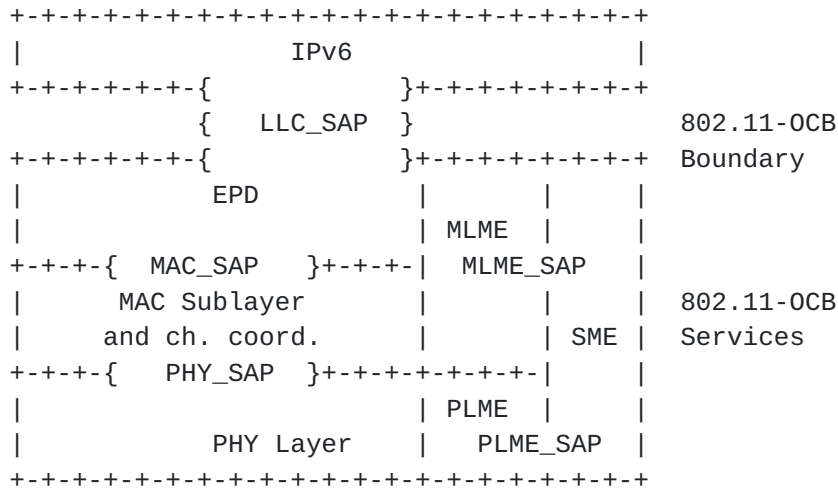 +-+-+-+-+-+-+-+-+-+-+-+-+-+-+-+-+-+-+-+-+
|                 IPv6                  |
+-+-+-+-+-+-{            }+-+-+-+-+-+-+-+
            {   LLC_SAP  }                 802.11-OCB
+-+-+-+-+-+-{            }+-+-+-+-+-+-+-+  Boundary
|            EPD          |       |     |
|                         | MLME  |     |
+-+-+-{  MAC_SAP   }+-+-+-|  MLME_SAP   |
|      MAC Sublayer       |       |     |  802.11-OCB
|     and ch. coord.      |       | SME |  Services
+-+-+-{   PHY_SAP  }+-+-+-+-+-+-+-|     |
|                         | PLME  |     |
|            PHY Layer    |   PLME_SAP  |
+-+-+-+-+-+-+-+-+-+-+-+-+-+-+-+-+-+-+-+-+